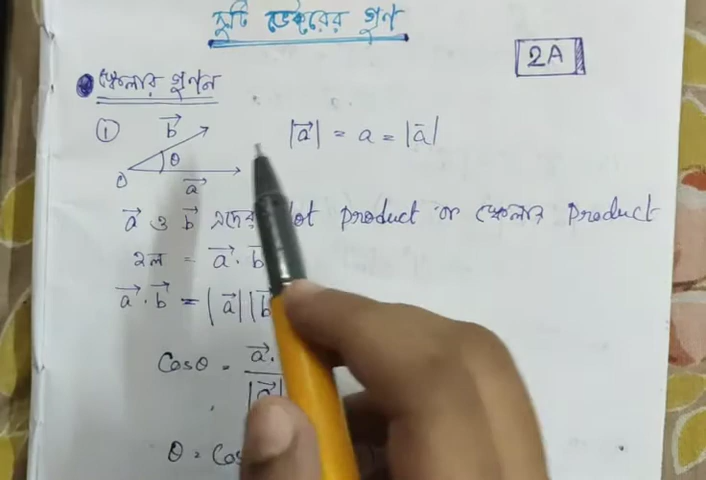 দুটি ভেক্টরের গুণ
2A
স্কেলার গুণন
①
b⃗
θ
O
a⃗
|a⃗| = a = |a̅|
a⃗ ও b⃗ এদের dot product or স্কেলার product
হল = a⃗ · b⃗
a⃗ · b⃗ = |a⃗||b
Cosθ = a⃗ ·
|a⃗|
θ = Cos